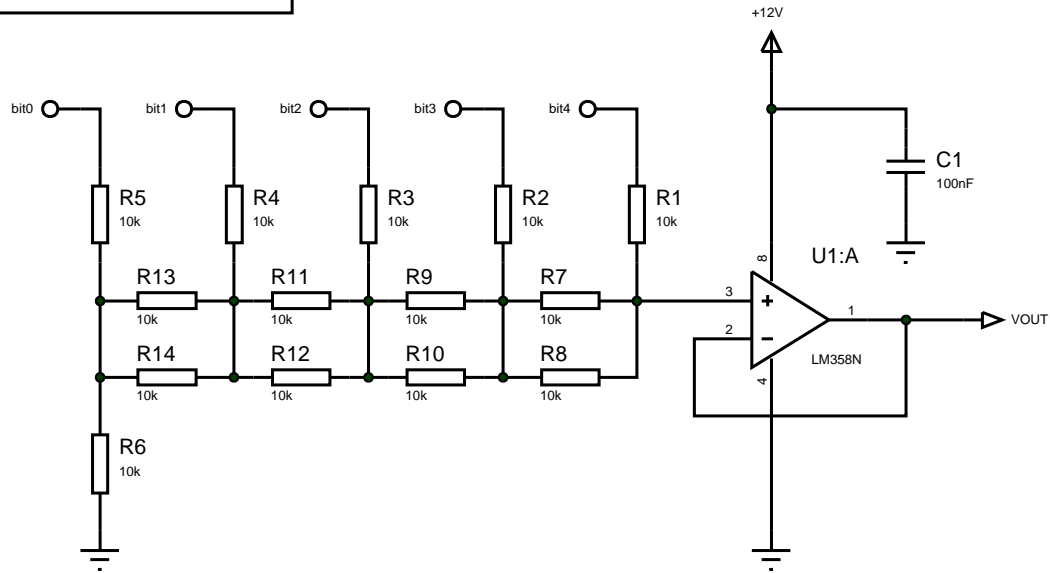 +12V
bit0
bit1
bit2
bit3
bit4
C1
100nF
R5
10k
R4
10k
R3
10k
R2
10k
R1
10k
8
U1:A
R13
10k
R11
10k
R9
10k
R7
10k
3
+
1
VOUT
2
−
LM358N
4
R14
10k
R12
10k
R10
10k
R8
10k
R6
10k